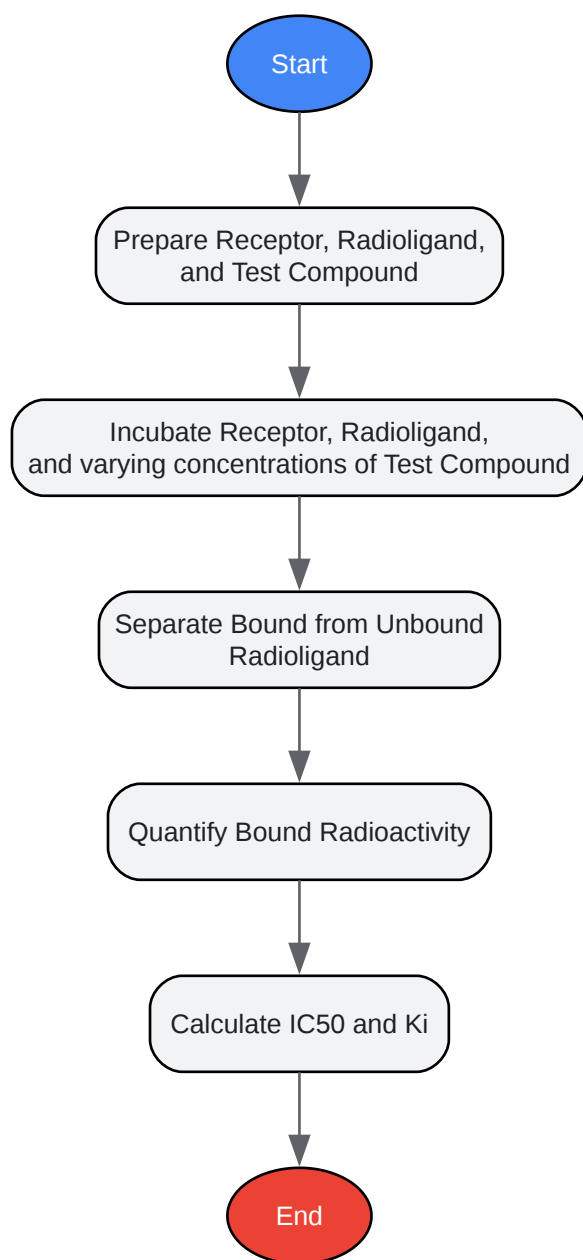 Start
Prepare Receptor, Radioligand,
and Test Compound
Incubate Receptor, Radioligand,
and varying concentrations of Test Compound
Separate Bound from Unbound
Radioligand
Quantify Bound Radioactivity
Calculate IC50 and Ki
End